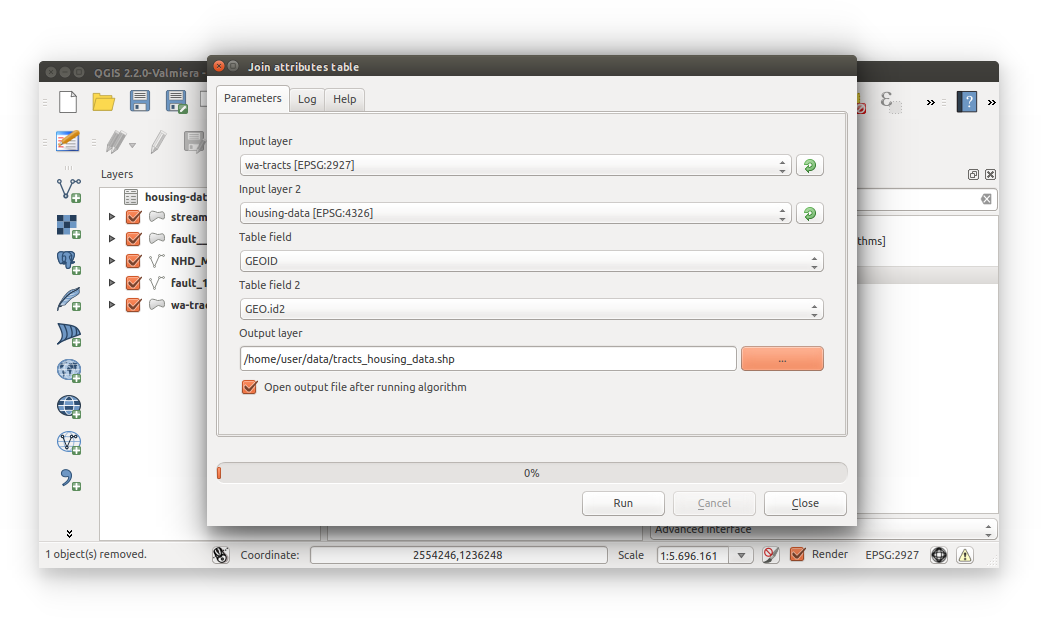 QGIS 2.2.0-Valmiera -
Join attributes table
Parameters
Log
Help
Input layer
wa-tracts [EPSG:2927]
Input layer 2
housing-data [EPSG:4326]
Table field
GEOID
Table field 2
GEO.id2
Output layer
/home/user/data/tracts_housing_data.shp
...
Open output file after running algorithm
0%
Run
Cancel
Close
Layers
housing-dat
stream
fault_
NHD_M
fault_1
wa-trac
thms]
Advanced interface
1 object(s) removed.
Coordinate:
2554246,1236248
Scale
1:5.696.161
Render
EPSG:2927